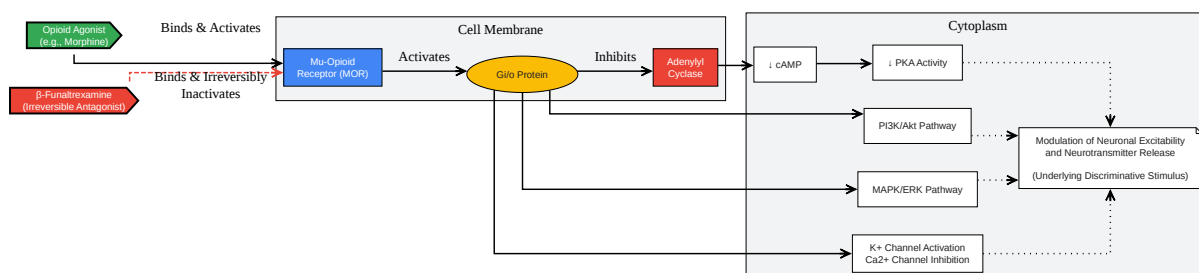 Opioid Agonist
(e.g., Morphine)
Binds & Activates
β-Funaltrexamine
(Irreversible Antagonist)
Binds & Irreversibly
Inactivates
Cell Membrane
Mu-Opioid
Receptor (MOR)
Activates
Gi/o Protein
Inhibits
Adenylyl
Cyclase
Cytoplasm
↓ cAMP
↓ PKA Activity
PI3K/Akt Pathway
MAPK/ERK Pathway
K+ Channel Activation
Ca2+ Channel Inhibition
Modulation of Neuronal Excitability
and Neurotransmitter Release
(Underlying Discriminative Stimulus)